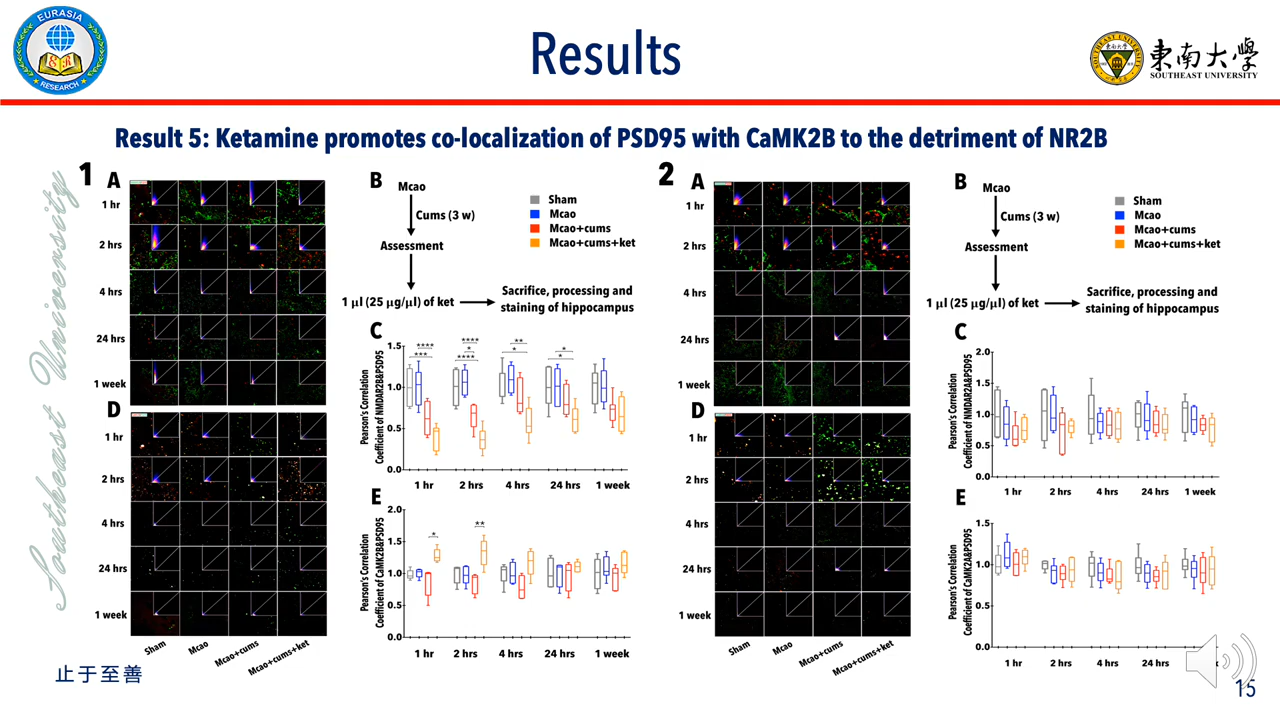 EURASIA
RESEARCH
Results
東南大學
SOUTHEAST UNIVERSITY
Result 5: Ketamine promotes co-localization of PSD95 with CaMK2B to the detriment of NR2B
Southeast University
1
A
1 hr
2 hrs
4 hrs
24 hrs
1 week
B
Mcao
Cums (3 w)
Assessment
1 µl (25 µg/µl) of ket
Sacrifice, processing and
staining of hippocampus
Sham
Mcao
Mcao+cums
Mcao+cums+ket
C
Pearson's Correlation
Coefficient of NMDAR2B&PSD95
1.5
1.0
0.5
0.0
**** 
***
****
*
****
**
*
*
*
1 hr
2 hrs
4 hrs
24 hrs
1 week
D
1 hr
2 hrs
4 hrs
24 hrs
1 week
Sham
Mcao
Mcao+cums
Mcao+cums+ket
E
Pearson's Correlation
Coefficient of CaMK2B&PSD95
2.0
1.5
1.0
0.5
0.0
*
**
1 hr
2 hrs
4 hrs
24 hrs
1 week
2
A
1 hr
2 hrs
4 hrs
24 hrs
1 week
B
Mcao
Cums (3 w)
Assessment
1 µl (25 µg/µl) of ket
Sacrifice, processing and
staining of hippocampus
Sham
Mcao
Mcao+cums
Mcao+cums+ket
C
Pearson's Correlation
Coefficient of NMDAR2A&PSD95
2.0
1.5
1.0
0.5
0.0
1 hr
2 hrs
4 hrs
24 hrs
1 week
D
1 hr
2 hrs
4 hrs
24 hrs
1 week
Sham
Mcao
Mcao+cums
Mcao+cums+ket
E
Pearson's Correlation
Coefficient of CaMK2A&PSD95
1.5
1.0
0.5
0.0
1 hr
2 hrs
4 hrs
24 hrs
止于至善
15